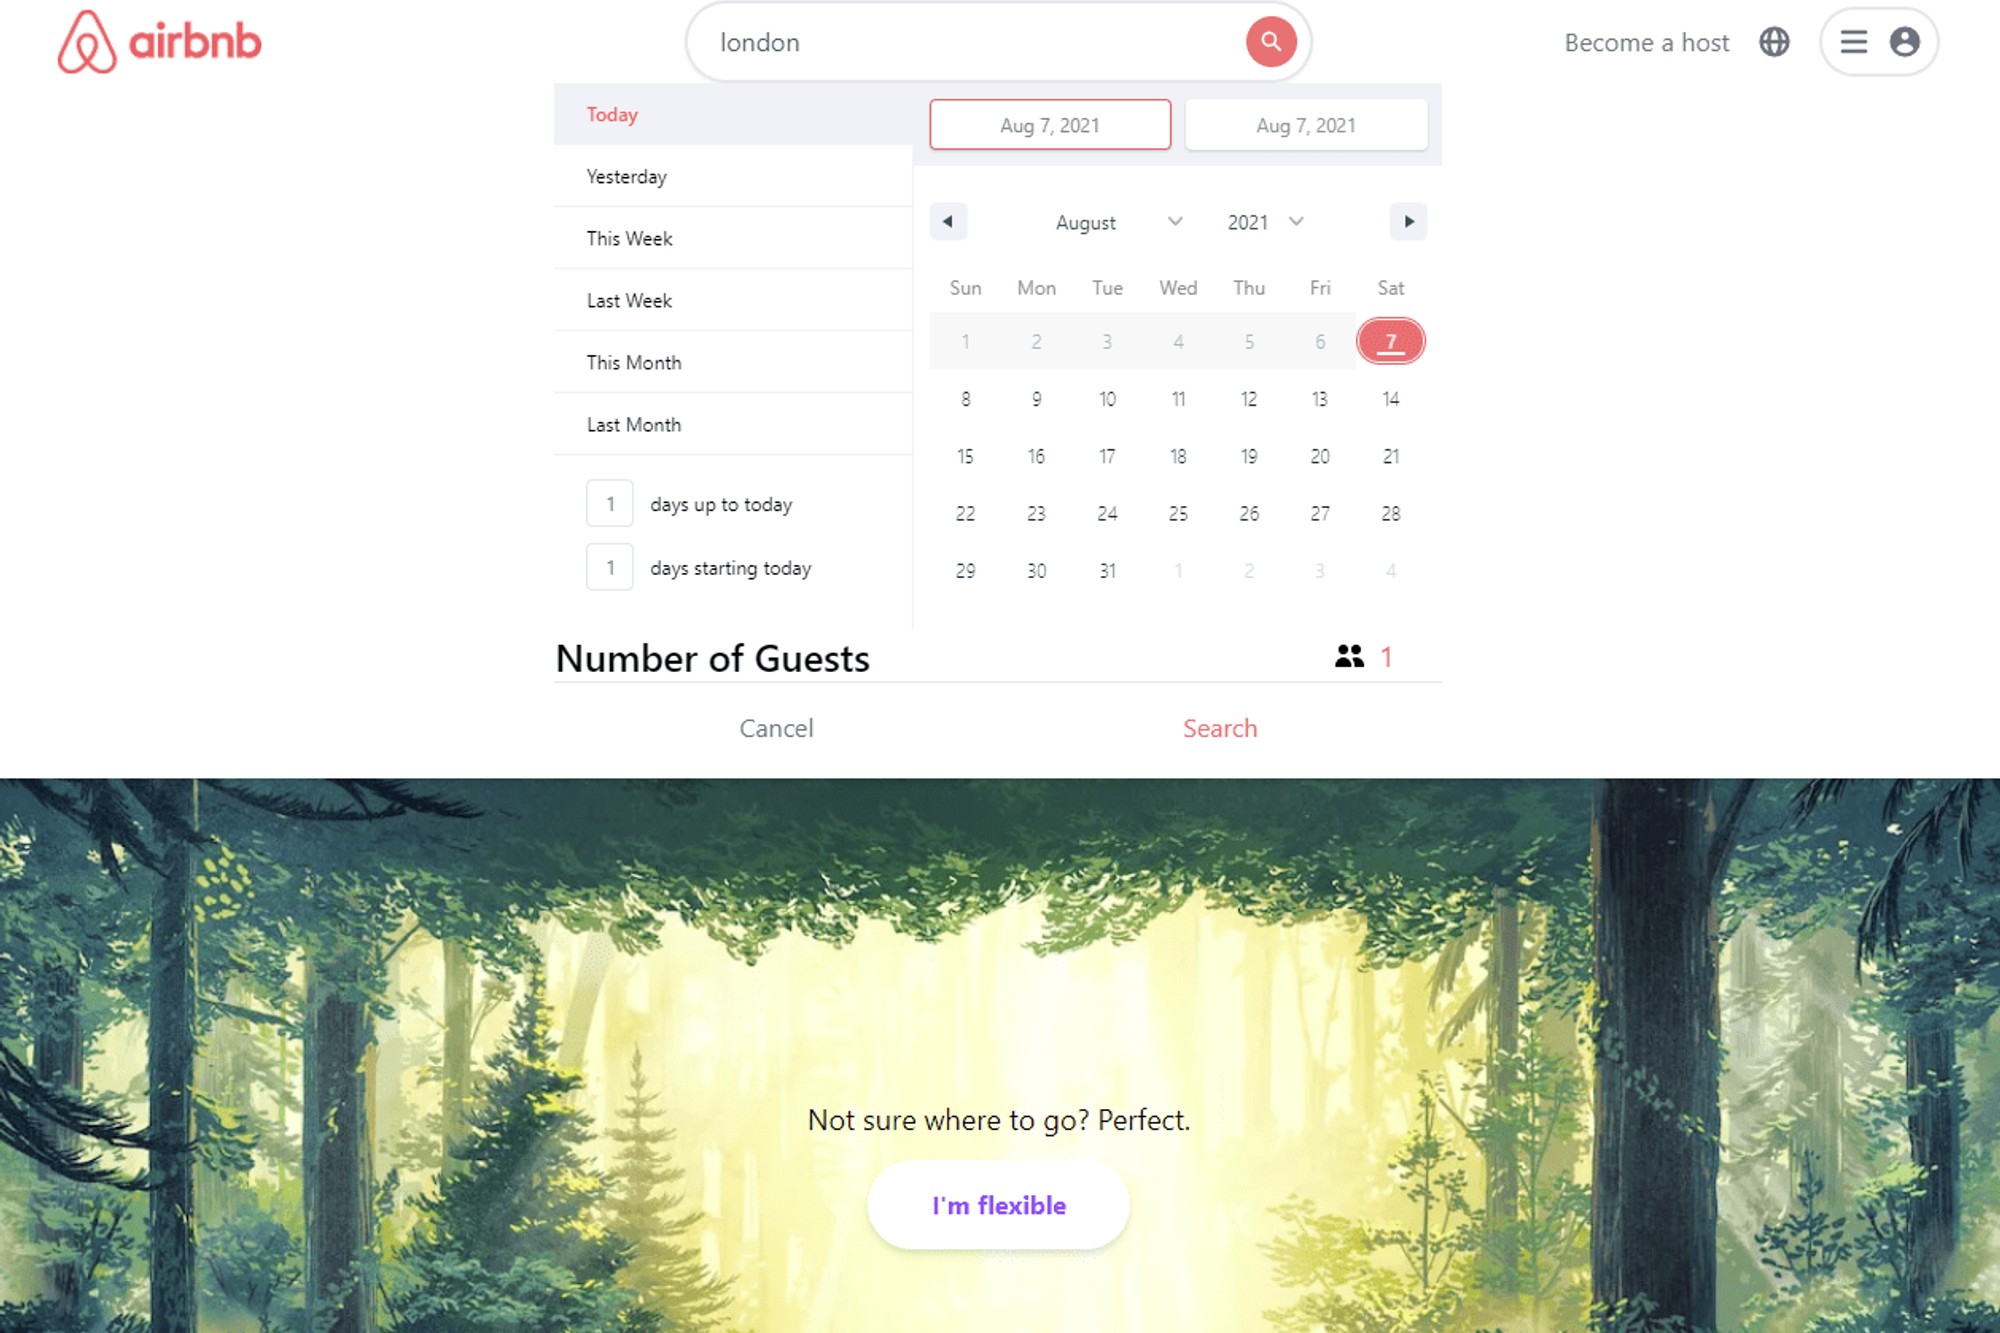 airbnb
london
Become a host
Today
Yesterday
This Week
Last Week
This Month
Last Month
1 days up to today
1 days starting today
Aug 7, 2021 Aug 7, 2021
August 2021
Sun Mon Tue Wed Thu Fri Sat
1 2 3 4 5 6 7
8 9 10 11 12 13 14
15 16 17 18 19 20 21
22 23 24 25 26 27 28
29 30 31 1 2 3 4
Number of Guests 1
Cancel Search
Not sure where to go? Perfect.
I'm flexible